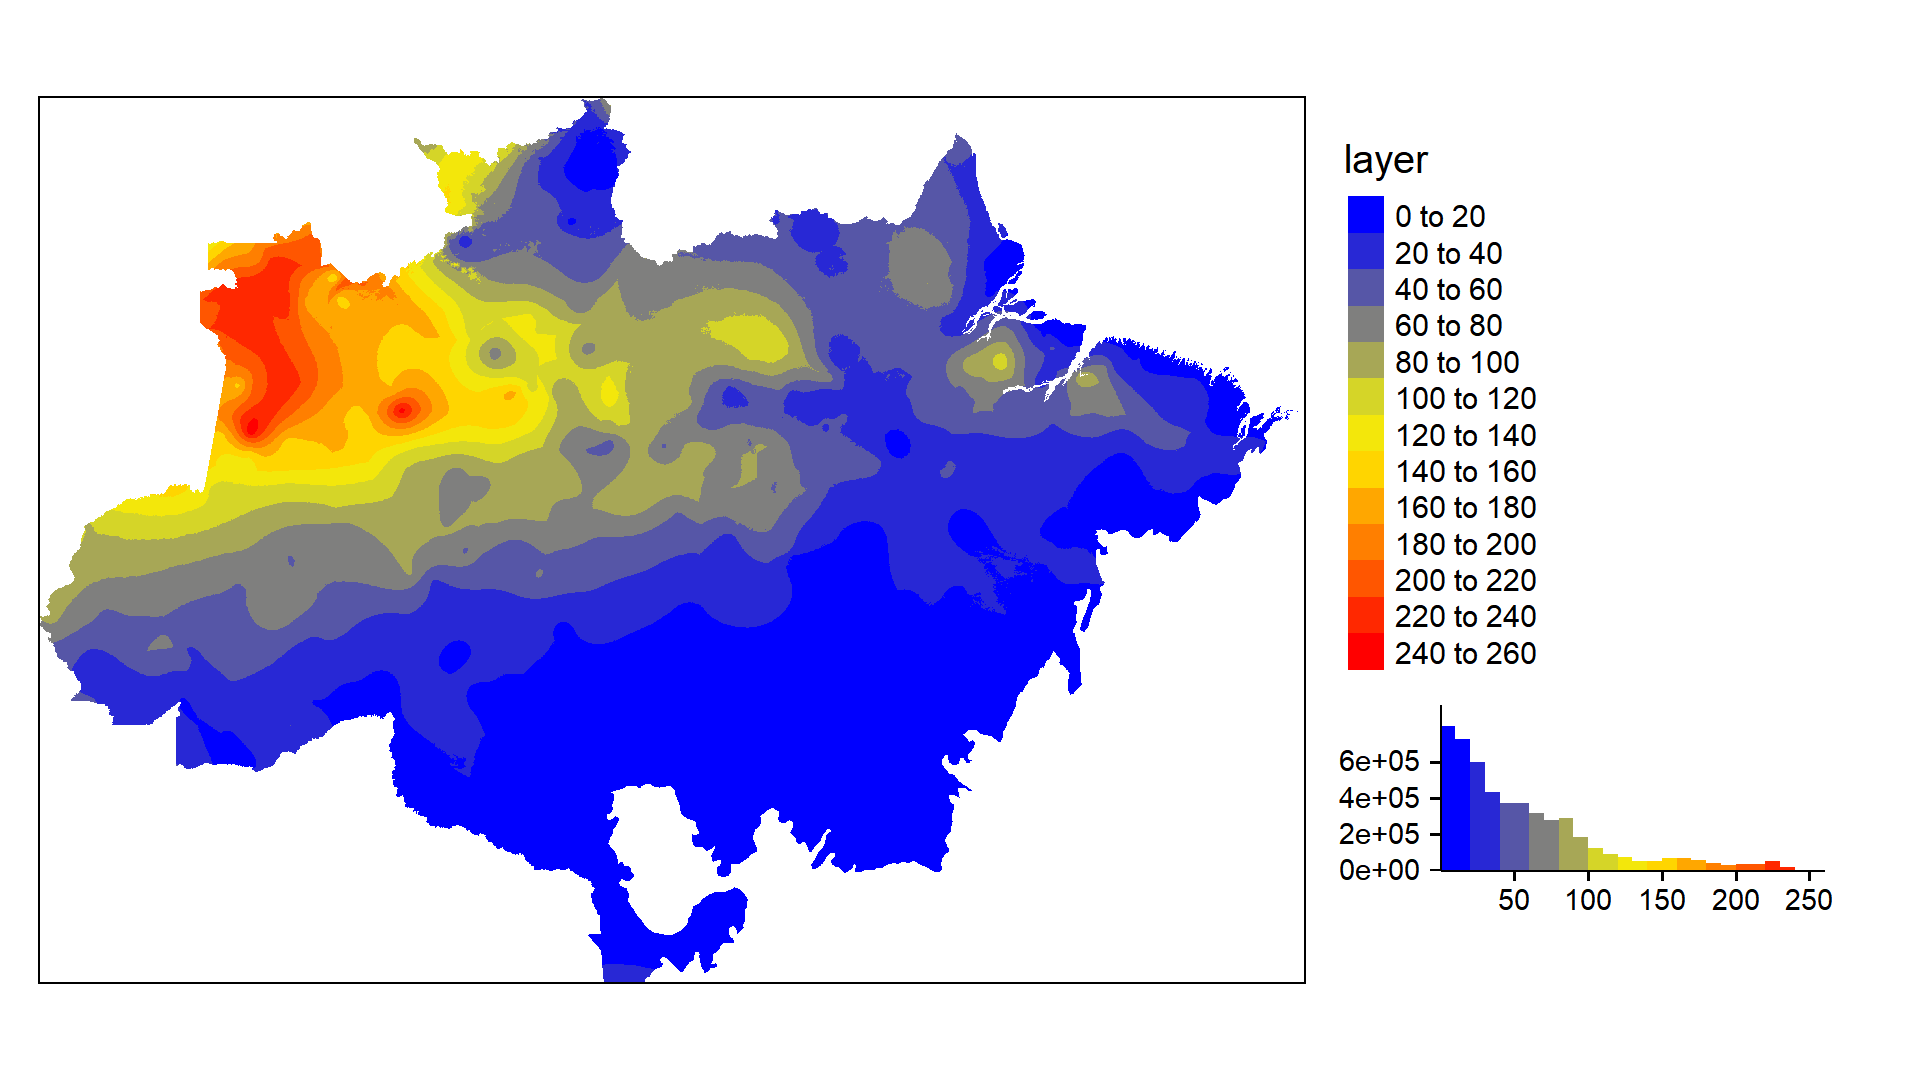 layer
0 to 20
20 to 40
40 to 60
60 to 80
80 to 100
100 to 120
120 to 140
140 to 160
160 to 180
180 to 200
200 to 220
220 to 240
240 to 260
6e+05
4e+05
2e+05
0e+00
50 100 150 200 250